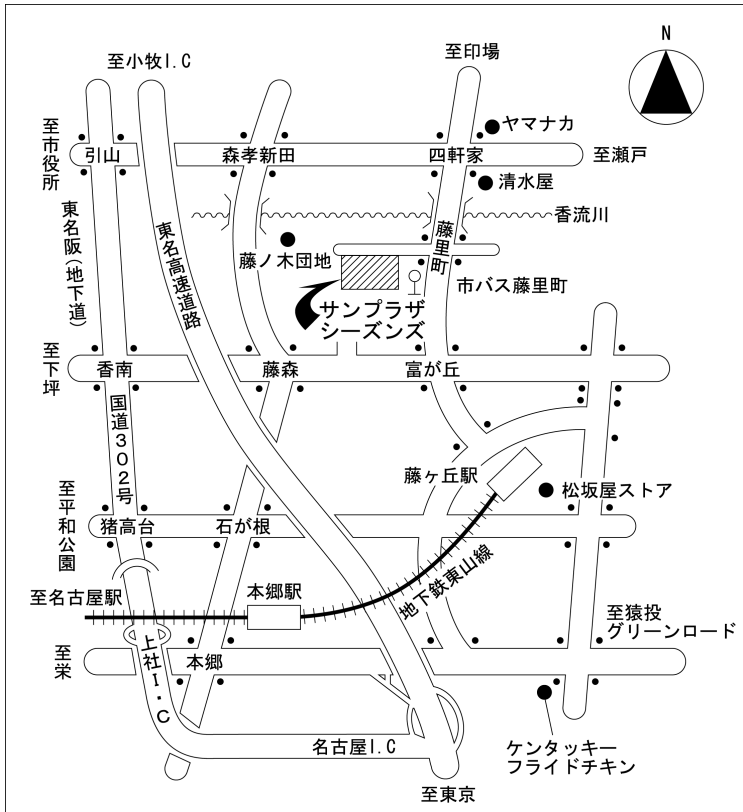 N
至小牧I.C
至印場
ヤマナカ
至市役所
引山
森孝新田
四軒家
至瀬戸
清水屋
香流川
東名阪(地下道)
東名高速道路
藤ノ木団地
藤里町
市バス藤里町
サンプラザ
シーズンズ
至下坪
香南
藤森
富が丘
国道302号
藤ヶ丘駅
松坂屋ストア
至平和公園
猪高台
石が根
地下鉄東山線
至名古屋駅
本郷駅
至猿投
グリーンロード
至栄
上社I・C
本郷
名古屋I.C
ケンタッキー
フライドチキン
至東京